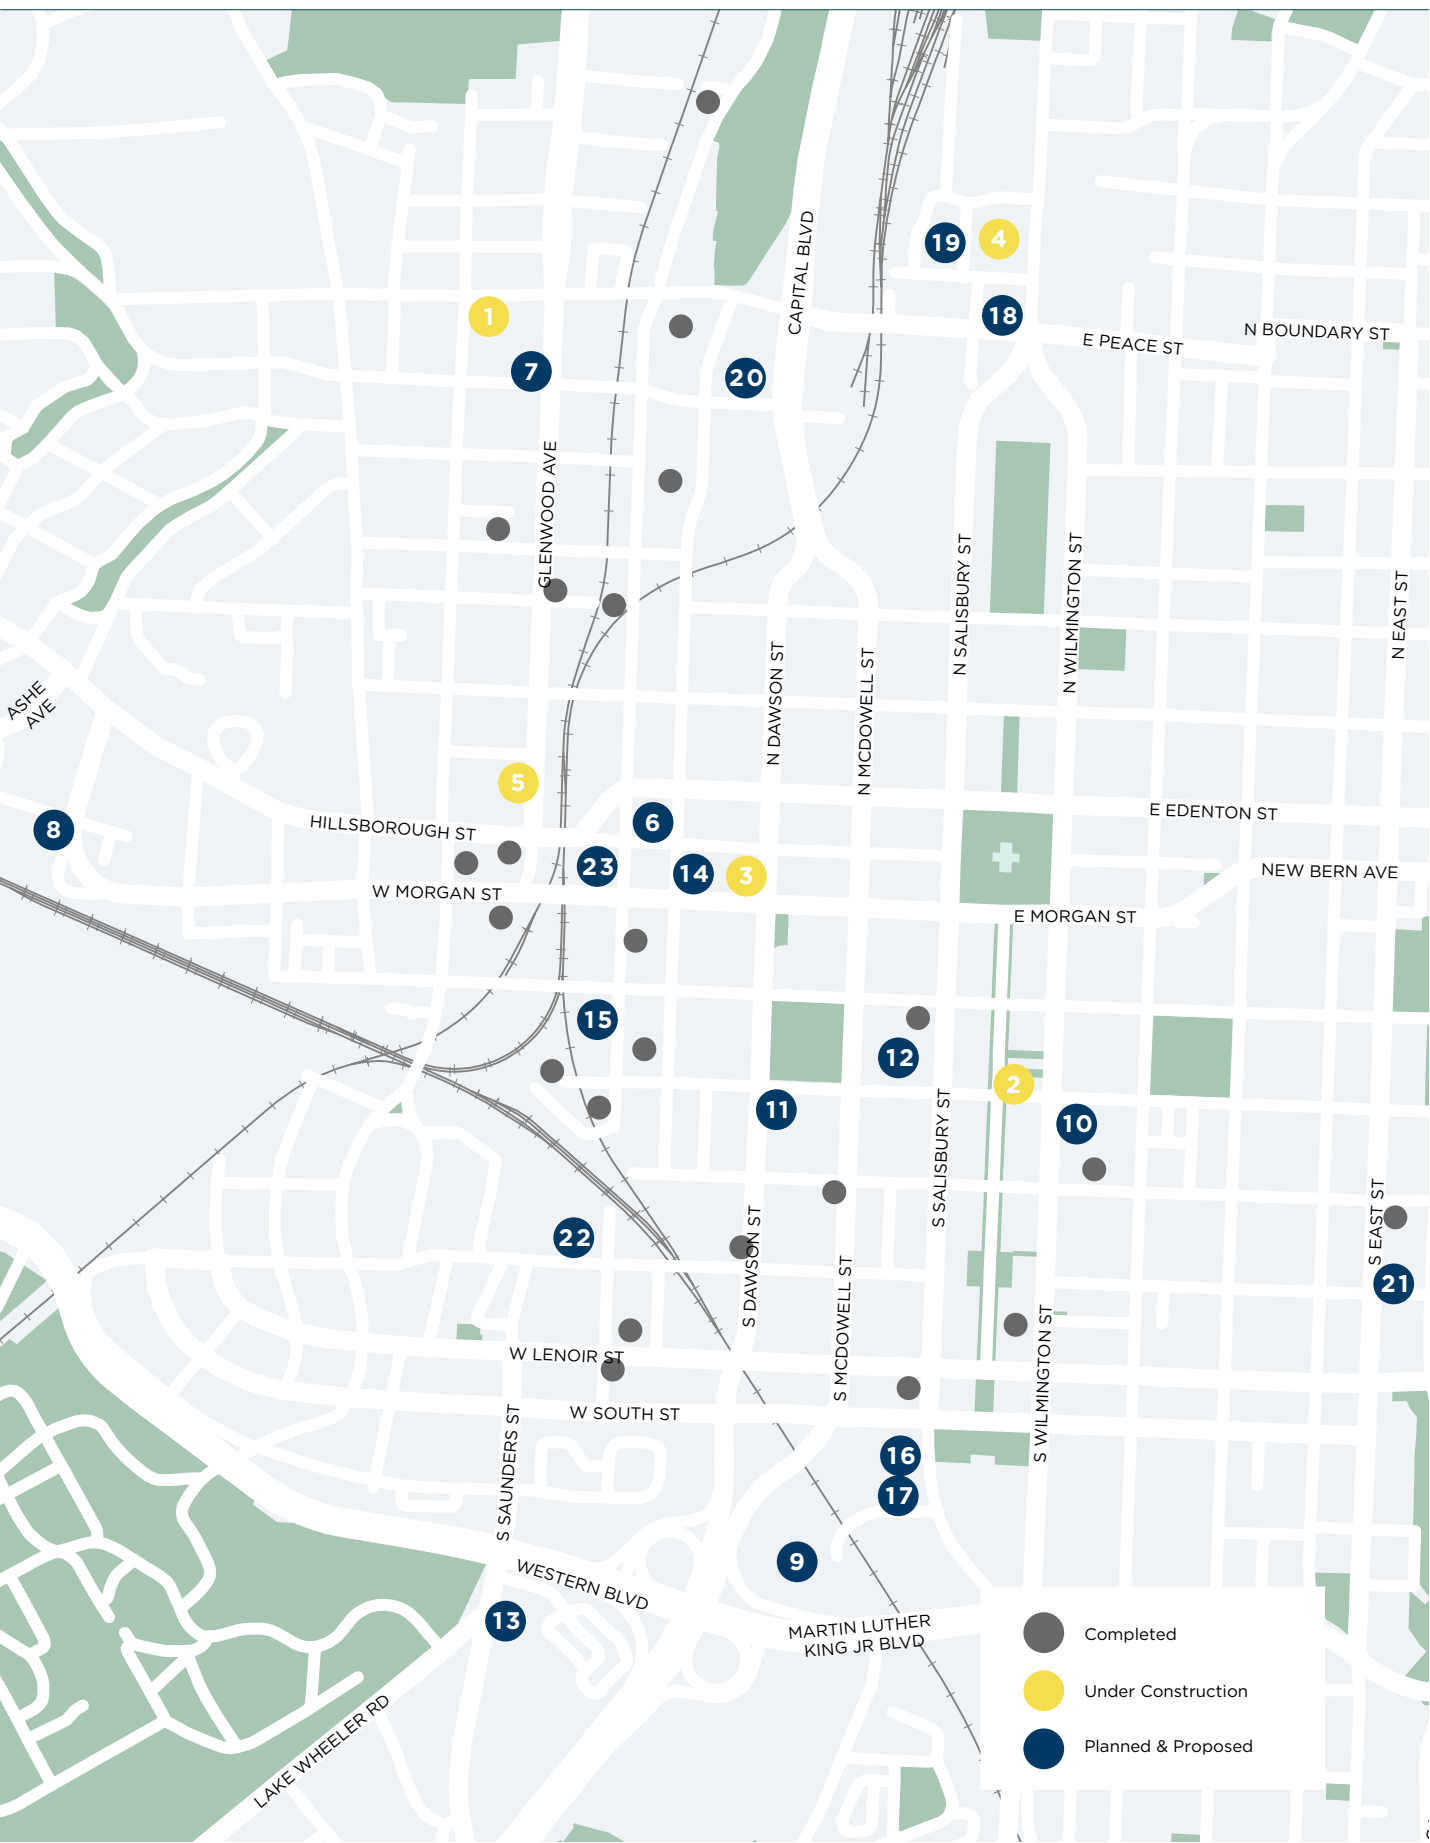 CAPITAL BLVD
19
4
1
18
N BOUNDARY ST
E PEACE ST
7
20
GLENWOOD AVE
N SALISBURY ST
N WILMINGTON ST
N EAST ST
N DAWSON ST
N MCDOWELL ST
ASHE
AVE
5
8
HILLSBOROUGH ST
6
E EDENTON ST
23
14
3
NEW BERN AVE
W MORGAN ST
E MORGAN ST
15
12
2
11
10
S SALISBURY ST
22
S DAWSON ST
S EAST ST
21
S MCDOWELL ST
S WILMINGTON ST
W LENOIR ST
W SOUTH ST
S SAUNDERS ST
16
17
9
WESTERN BLVD
13
MARTIN LUTHER
KING JR BLVD
LAKE WHEELER RD
Completed
Under Construction
Planned & Proposed